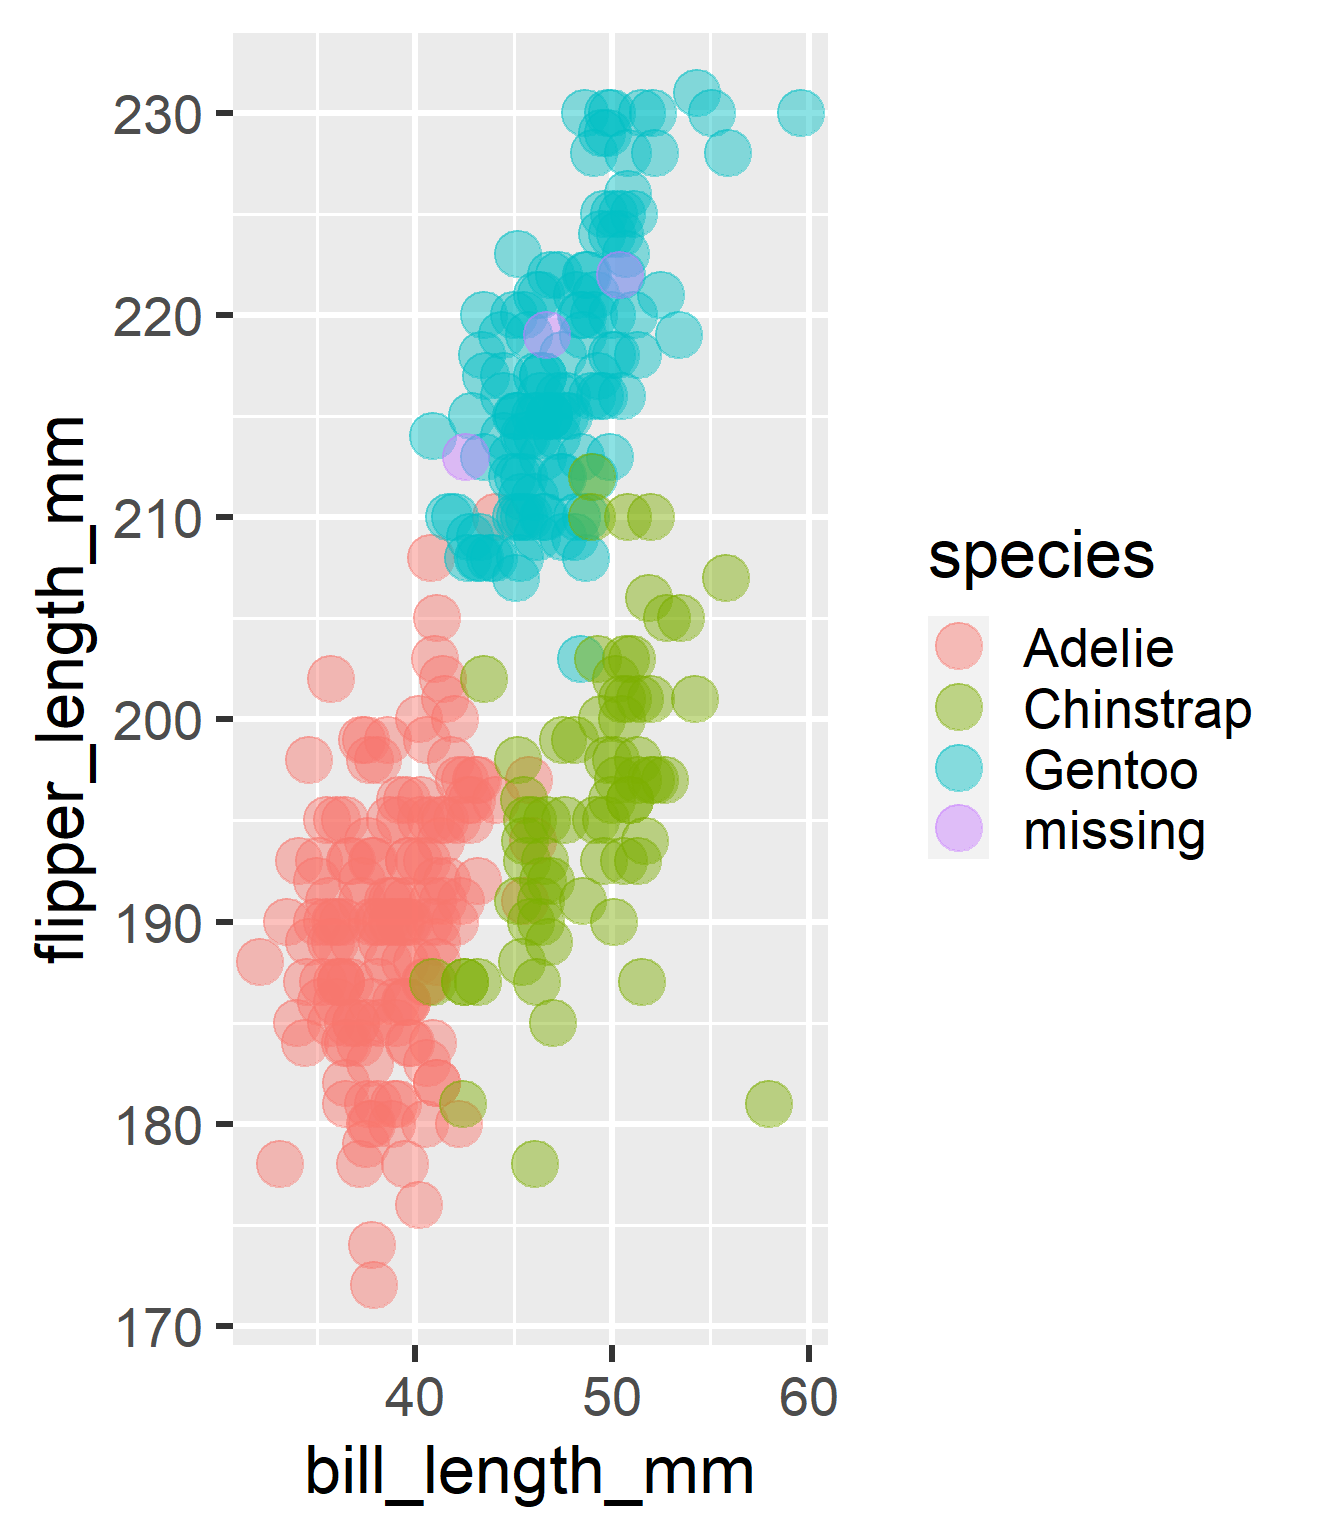 230
220
210
200
190
180
170
flipper_length_mm
40 50 60
bill_length_mm
species
Adelie
Chinstrap
Gentoo
missing